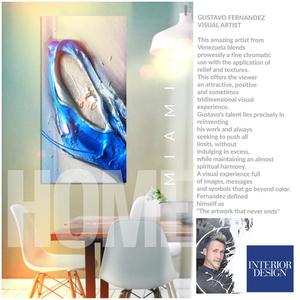 GUSTAVO FERNANDEZ
VISUAL ARTIST
This amazing artist from
Venezuela blends
prowessly a fine chromatic
use with the application of
relief and textures.
This offers the viewer
an attractive, positive
and sometimes
tridimensional visual
experience.
Gustavo's talent lies precisely in
reinventing
his work and always
seeking to push all
limits, without
indulging in excess,
while maintaining an almost
spiritual harmony.
A visual experience full
of images, messages
and symbols that go beyond color.
Fernandez defined
himself as
"The artwork that never ends"
MIAMI
HOME
INTERIOR
DESIGN